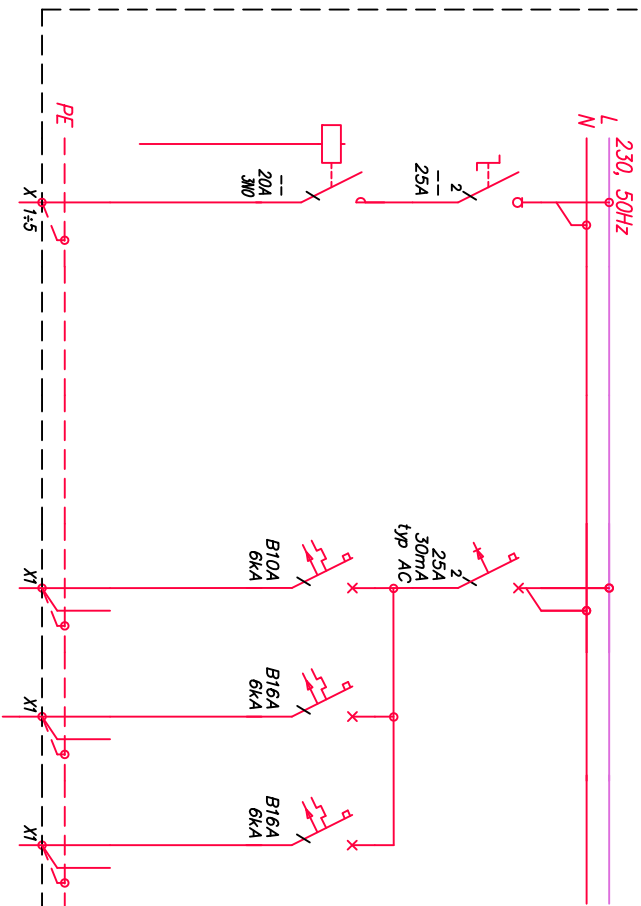 L
N
230, 50Hz
PE
25A
2
20A
3N0
X
1÷5
25A
30mA
typ AC
2
B10A
6kA
B16A
6kA
B16A
6kA
X1
X1
X1